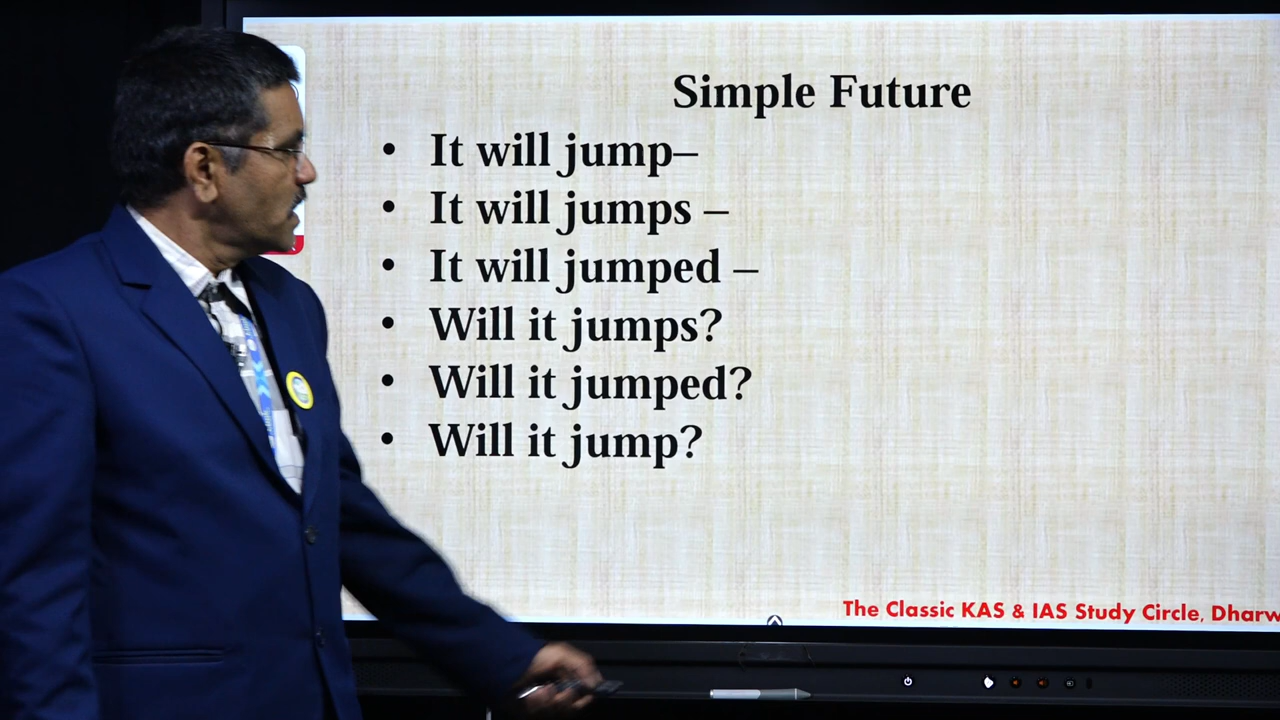 Simple Future
• It will jump–
• It will jumps –
• It will jumped –
• Will it jumps?
• Will it jumped?
• Will it jump?
The Classic KAS & IAS Study Circle, Dharw